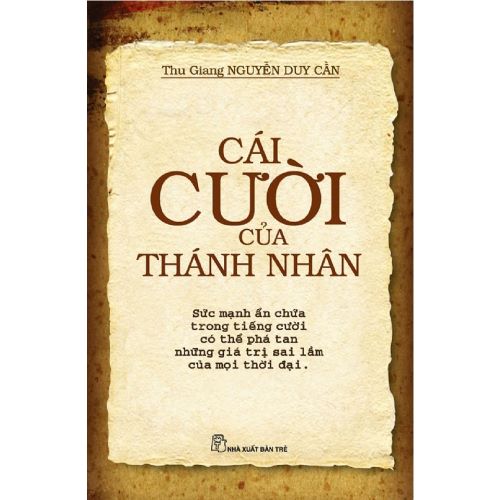 Thu Giang NGUYỄN DUY CẦN
CÁI
CƯỜI
CỦA
THÁNH NHÂN
Sức mạnh ẩn chứa
trong tiếng cười
có thể phá tan
những giá trị sai lầm
của mọi thời đại.
NHÀ XUẤT BẢN TRẺ